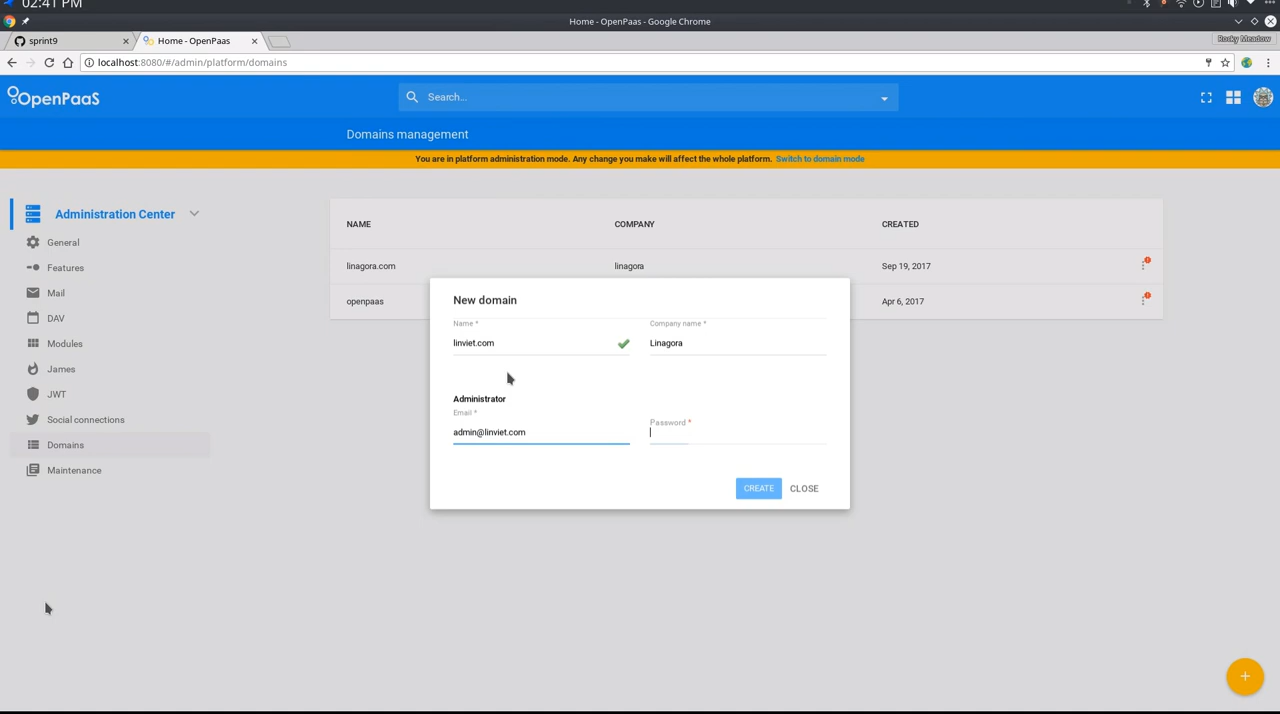 02:41 PM
Home - OpenPaas - Google Chrome
sprint9
Home - OpenPaas
Rocky Meadow
localhost:8080/#/admin/platform/domains
OpenPaaS
Search...
Domains management
You are in platform administration mode. Any change you make will affect the whole platform. Switch to domain mode
Administration Center
General
Features
Mail
DAV
Modules
James
JWT
Social connections
Domains
Maintenance
NAME COMPANY CREATED
linagora.com linagora Sep 19, 2017
openpaas Apr 6, 2017
New domain
Name * Company name *
linviet.com Linagora
Administrator
Email * Password *
admin@linviet.com
CREATE CLOSE